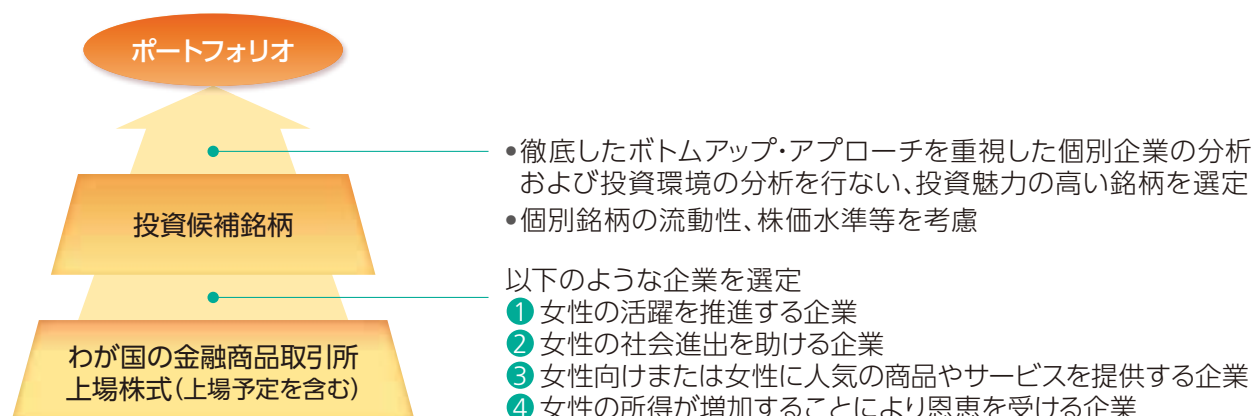 ポートフォリオ
•徹底したボトムアップ・アプローチを重視した個別企業の分析
および投資環境の分析を行ない、投資魅力の高い銘柄を選定
•個別銘柄の流動性、株価水準等を考慮
投資候補銘柄
以下のような企業を選定
❶女性の活躍を推進する企業
❷女性の社会進出を助ける企業
❸女性向けまたは女性に人気の商品やサービスを提供する企業
❹女性の所得が増加することにより恩恵を受ける企業
わが国の金融商品取引所
上場株式(上場予定を含む)